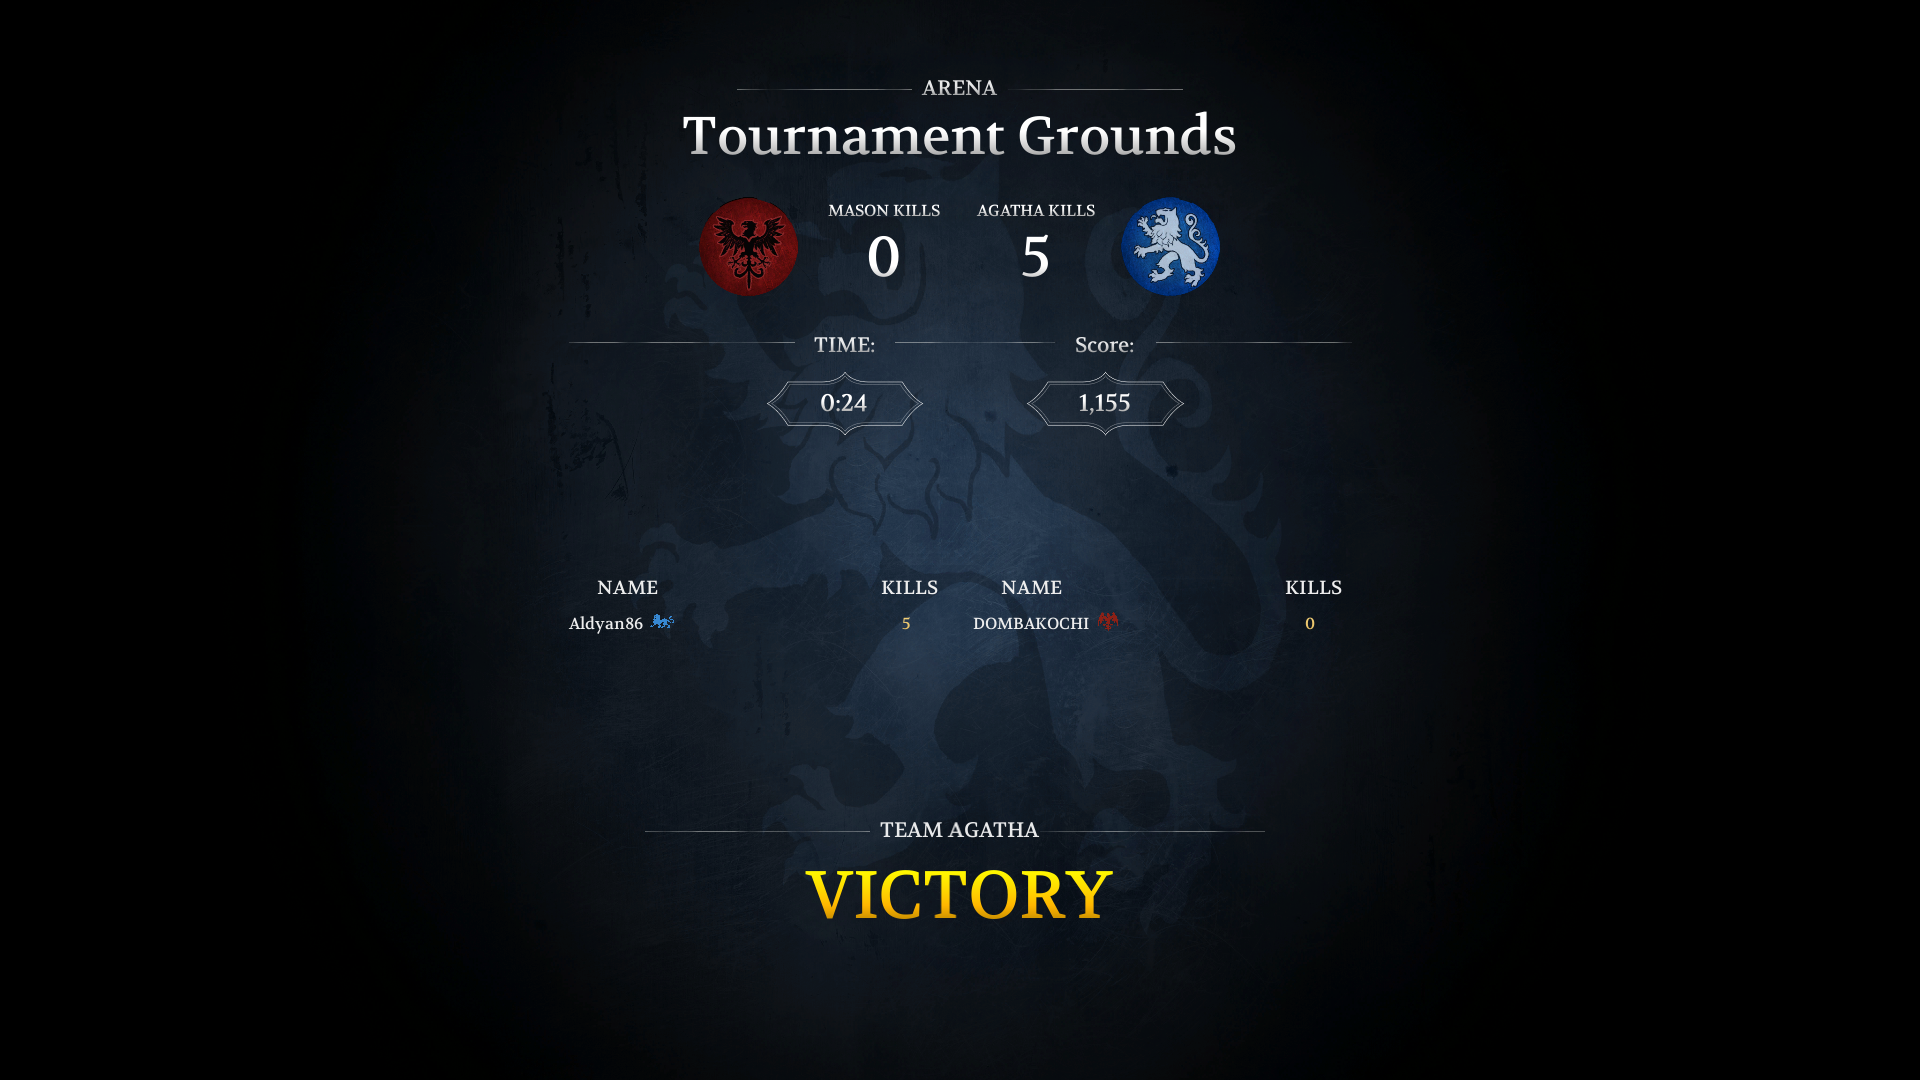 ARENA
Tournament Grounds
MASON KILLS AGATHA KILLS
0 5
TIME: Score:
0:24 1,155
NAME KILLS NAME KILLS
Aldyan86 5 DOMBAKOCHI 0
TEAM AGATHA
VICTORY